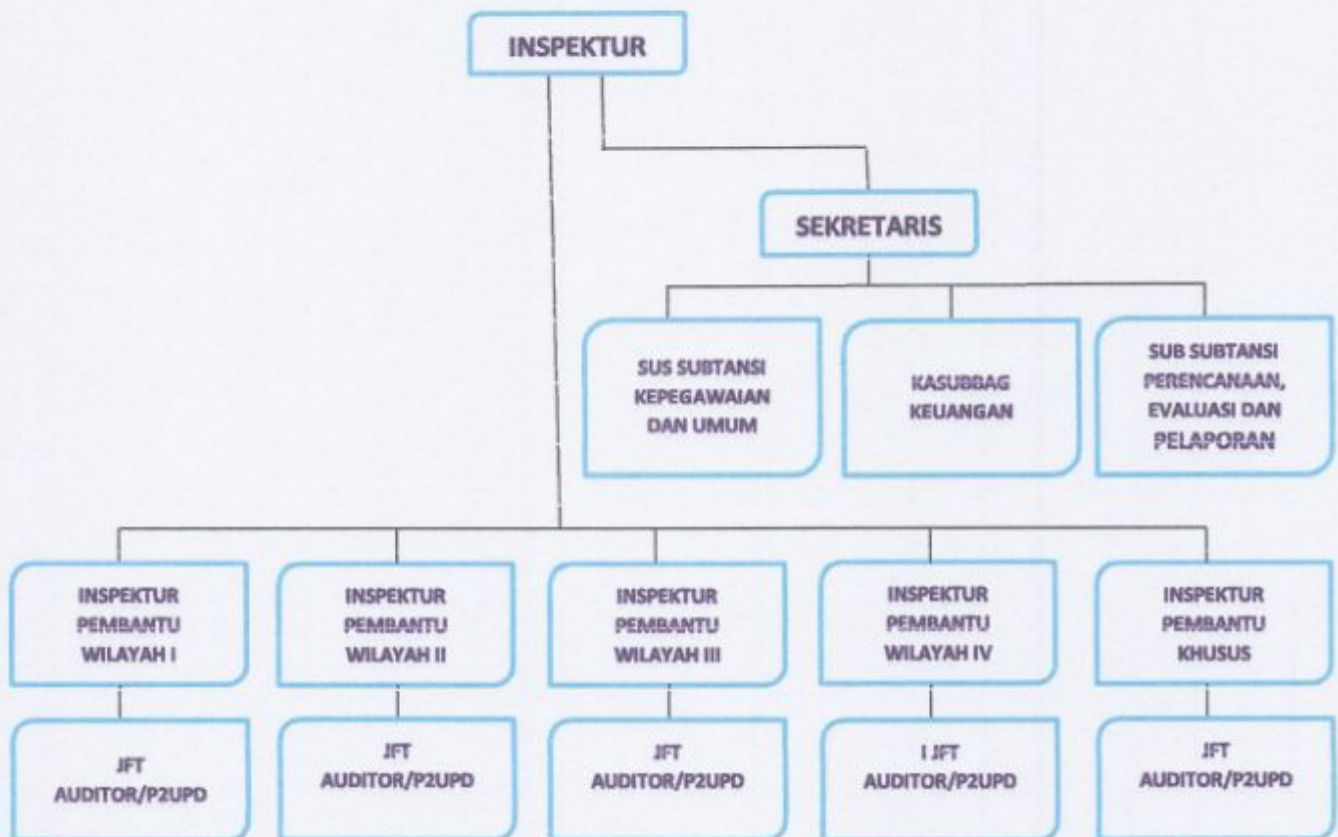 INSPEKTUR
SEKRETARIS
SUS SUBTANSI
KEPEGAWAIAN
DAN UMUM
KASUBBAG
KEUANGAN
SUB SUBTANSI
PERENCANAAN,
EVALUASI DAN
PELAPORAN
INSPEKTUR
PEMBANTU
WILAYAH I
INSPEKTUR
PEMBANTU
WILAYAH II
INSPEKTUR
PEMBANTU
WILAYAH III
INSPEKTUR
PEMBANTU
WILAYAH IV
INSPEKTUR
PEMBANTU
KHUSUS
JFT
AUDITOR/P2UPD
JFT
AUDITOR/P2UPD
JFT
AUDITOR/P2UPD
I JFT
AUDITOR/P2UPD
JFT
AUDITOR/P2UPD